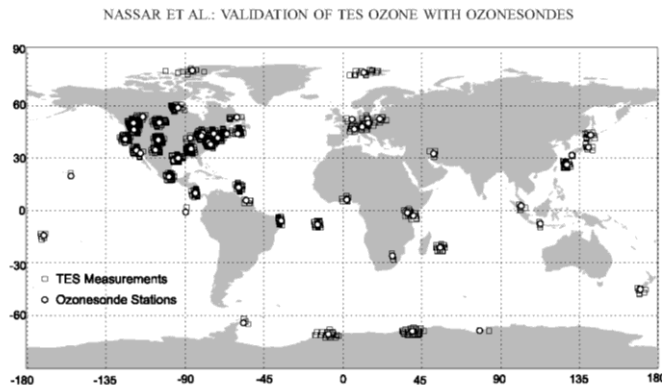 NASSAR ET AL.: VALIDATION OF TES OZONE WITH OZONESONDES
90
60
30
0
-30
-60
-90
TES Measurements
Ozonesonde Stations
-180 -135 -90 -45 0 45 90 135 180